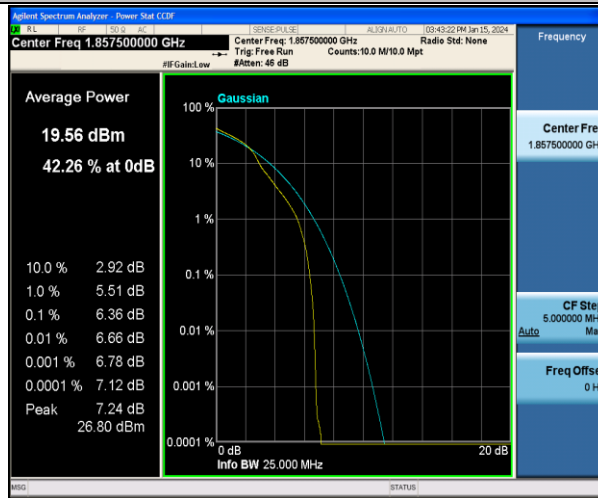 Agilent Spectrum Analyzer - Power Stat CCDF
RL RF 50 Ω AC SENSE:PULSE ALIGNAUTO 03:43:22 PM Jan 15, 2024
Center Freq 1.857500000 GHz
Center Freq: 1.857500000 GHz Radio Std: None
Trig: Free Run Counts:10.0 M/10.0 Mpt
#IFGain:Low #Atten: 46 dB
Frequency
Average Power
19.56 dBm
42.26 % at 0dB
10.0 % 2.92 dB
1.0 % 5.51 dB
0.1 % 6.36 dB
0.01 % 6.66 dB
0.001 % 6.78 dB
0.0001 % 7.12 dB
Peak 7.24 dB
26.80 dBm
Gaussian
100 %
10 %
1 %
0.1 %
0.01 %
0.001 %
0.0001 %
0 dB 20 dB
Info BW 25.000 MHz
Center Fre
1.857500000 GH
CF Ste
5.000000 MH
Auto Ma
Freq Offse
0 H
MSG STATUS